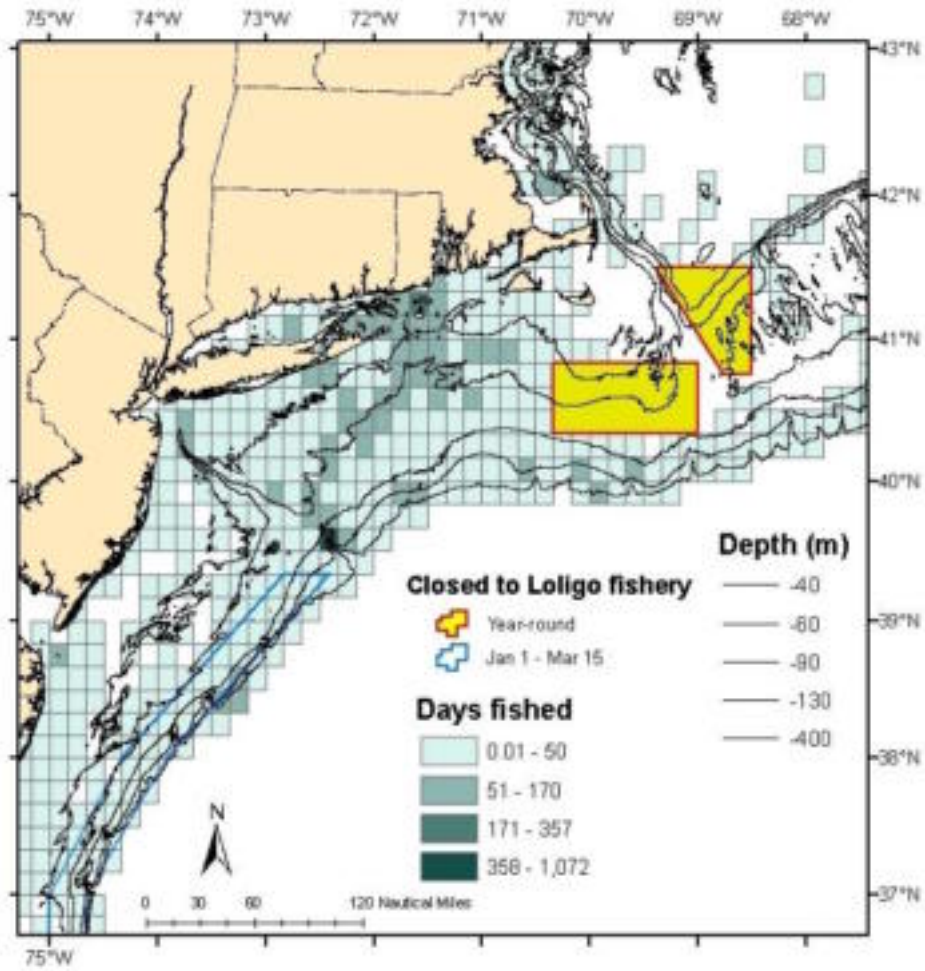 75°W 74°W 73°W 72°W 71°W 70°W 69°W 68°W
43°N
42°N
41°N
40°N
39°N
38°N
37°N
Depth (m)
-40
-60
-90
-130
-400
Closed to Loligo fishery
Year-round
Jan 1 - Mar 15
Days fished
0.01 - 50
51 - 170
171 - 357
358 - 1,072
N
0 30 60 120 Nautical Miles
75°W